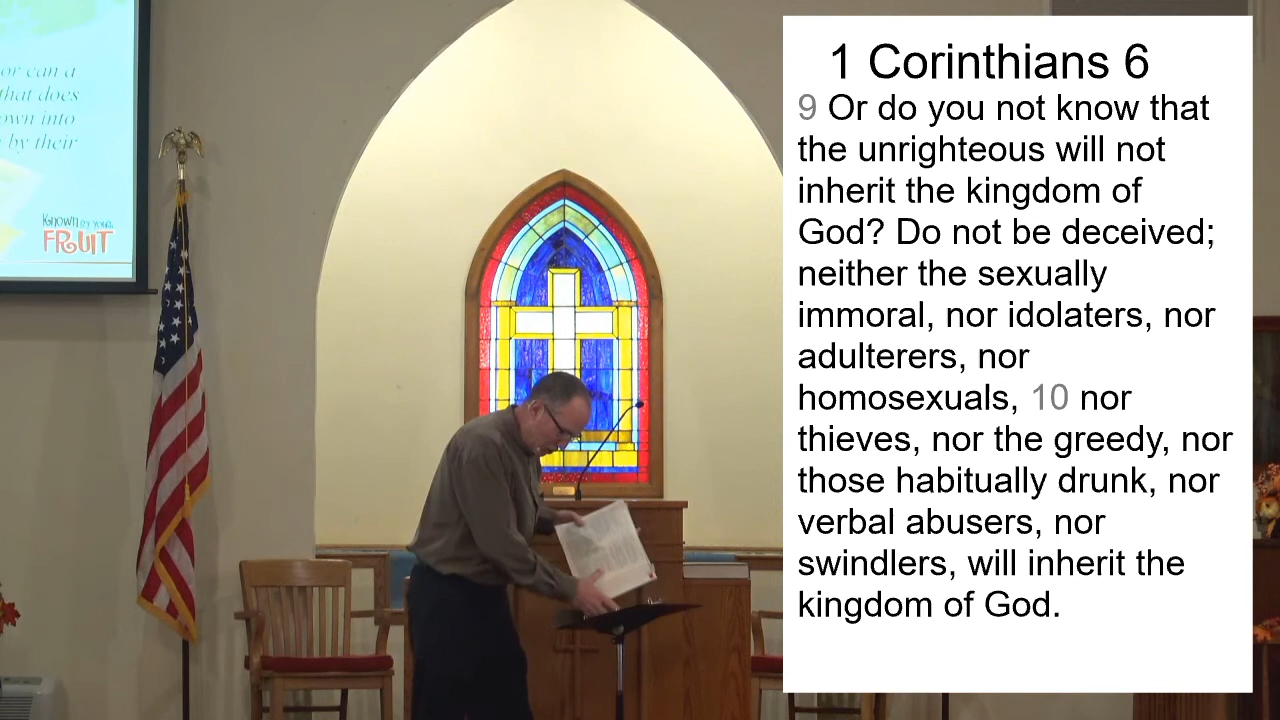 or can a
that does
own into
by their
Known by your
FRUIT
1 Corinthians 6
9 Or do you not know that
the unrighteous will not
inherit the kingdom of
God? Do not be deceived;
neither the sexually
immoral, nor idolaters, nor
adulterers, nor
homosexuals, 10 nor
thieves, nor the greedy, nor
those habitually drunk, nor
verbal abusers, nor
swindlers, will inherit the
kingdom of God.